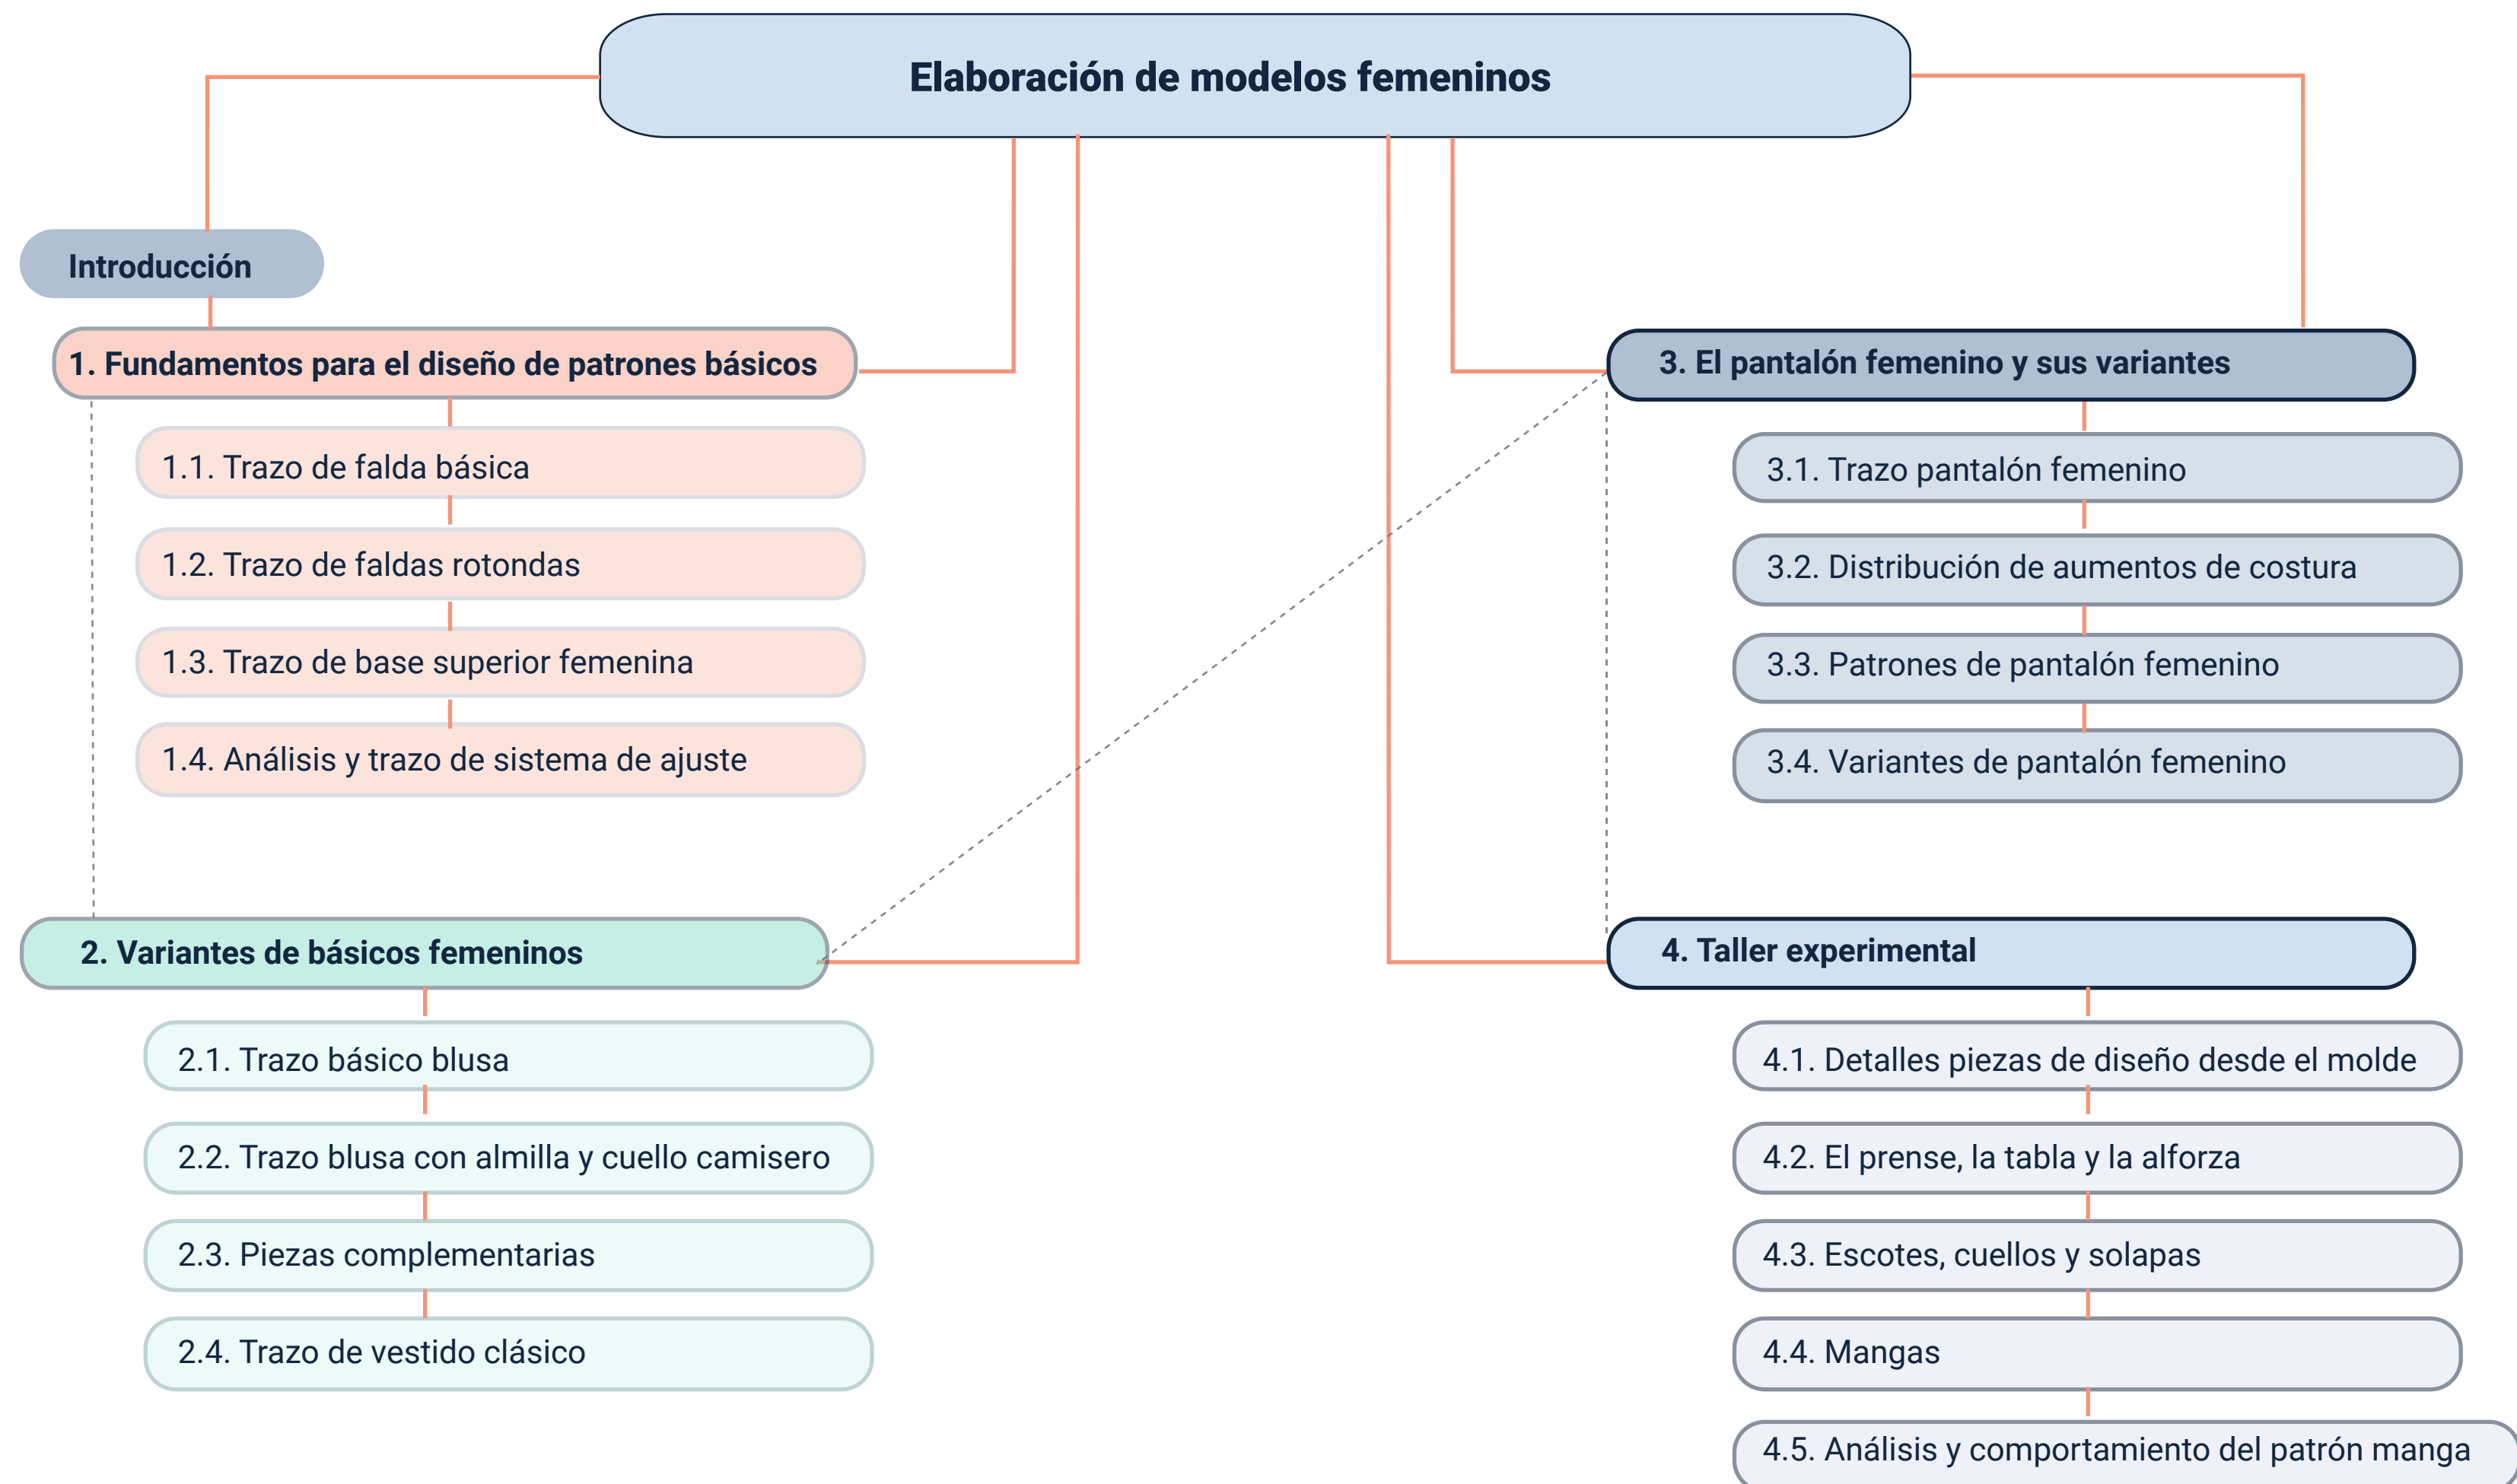 Elaboración de modelos femeninos
Introducción
1. Fundamentos para el diseño de patrones básicos
1.1. Trazo de falda básica
1.2. Trazo de faldas rotondas
1.3. Trazo de base superior femenina
1.4. Análisis y trazo de sistema de ajuste
2. Variantes de básicos femeninos
2.1. Trazo básico blusa
2.2. Trazo blusa con almilla y cuello camisero
2.3. Piezas complementarias
2.4. Trazo de vestido clásico
3. El pantalón femenino y sus variantes
3.1. Trazo pantalón femenino
3.2. Distribución de aumentos de costura
3.3. Patrones de pantalón femenino
3.4. Variantes de pantalón femenino
4. Taller experimental
4.1. Detalles piezas de diseño desde el molde
4.2. El prense, la tabla y la alforza
4.3. Escotes, cuellos y solapas
4.4. Mangas
4.5. Análisis y comportamiento del patrón manga